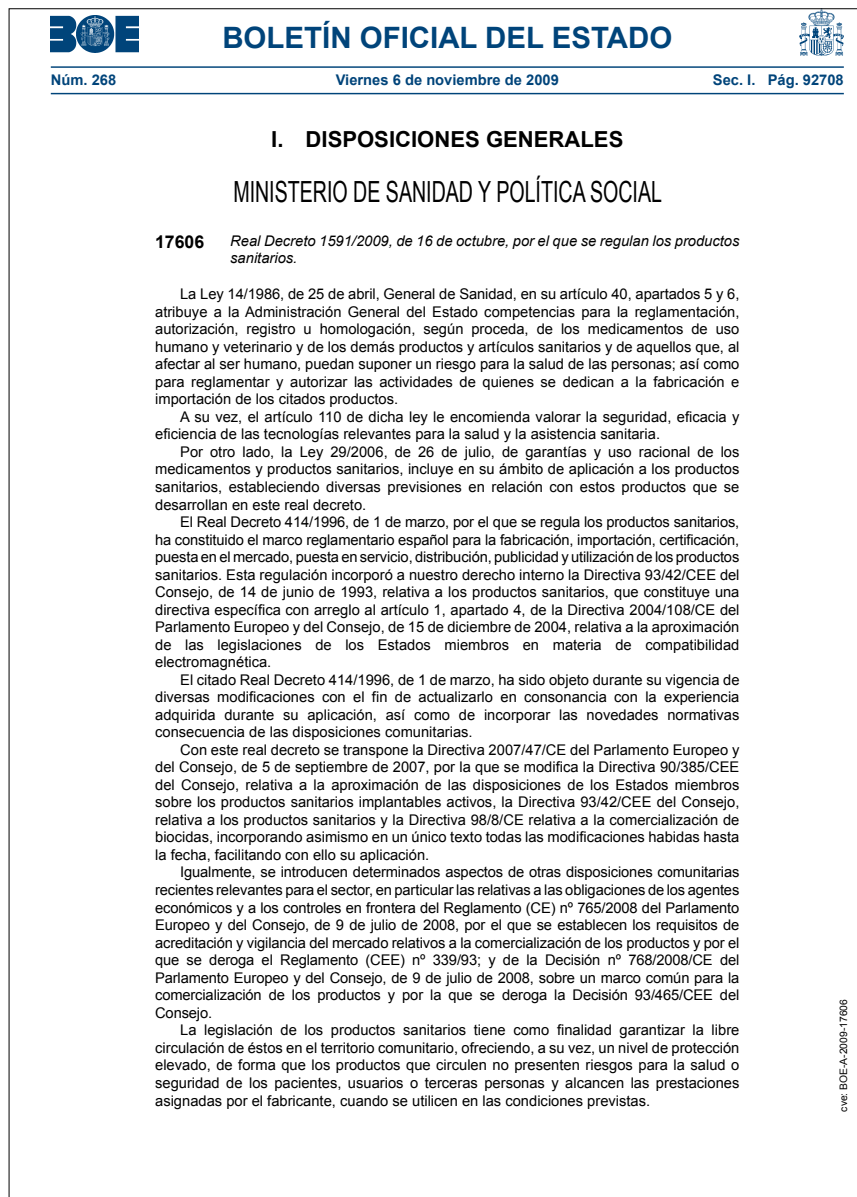 BOE
BOLETÍN OFICIAL DEL ESTADO
Núm. 268 Viernes 6 de noviembre de 2009 Sec. I. Pág. 92708
I. DISPOSICIONES GENERALES
MINISTERIO DE SANIDAD Y POLÍTICA SOCIAL
17606 Real Decreto 1591/2009, de 16 de octubre, por el que se regulan los productos
sanitarios.
La Ley 14/1986, de 25 de abril, General de Sanidad, en su artículo 40, apartados 5 y 6,
atribuye a la Administración General del Estado competencias para la reglamentación,
autorización, registro u homologación, según proceda, de los medicamentos de uso
humano y veterinario y de los demás productos y artículos sanitarios y de aquellos que, al
afectar al ser humano, puedan suponer un riesgo para la salud de las personas; así como
para reglamentar y autorizar las actividades de quienes se dedican a la fabricación e
importación de los citados productos.
A su vez, el artículo 110 de dicha ley le encomienda valorar la seguridad, eficacia y
eficiencia de las tecnologías relevantes para la salud y la asistencia sanitaria.
Por otro lado, la Ley 29/2006, de 26 de julio, de garantías y uso racional de los
medicamentos y productos sanitarios, incluye en su ámbito de aplicación a los productos
sanitarios, estableciendo diversas previsiones en relación con estos productos que se
desarrollan en este real decreto.
El Real Decreto 414/1996, de 1 de marzo, por el que se regula los productos sanitarios,
ha constituido el marco reglamentario español para la fabricación, importación, certificación,
puesta en el mercado, puesta en servicio, distribución, publicidad y utilización de los productos
sanitarios. Esta regulación incorporó a nuestro derecho interno la Directiva 93/42/CEE del
Consejo, de 14 de junio de 1993, relativa a los productos sanitarios, que constituye una
directiva específica con arreglo al artículo 1, apartado 4, de la Directiva 2004/108/CE del
Parlamento Europeo y del Consejo, de 15 de diciembre de 2004, relativa a la aproximación
de las legislaciones de los Estados miembros en materia de compatibilidad
electromagnética.
El citado Real Decreto 414/1996, de 1 de marzo, ha sido objeto durante su vigencia de
diversas modificaciones con el fin de actualizarlo en consonancia con la experiencia
adquirida durante su aplicación, así como de incorporar las novedades normativas
consecuencia de las disposiciones comunitarias.
Con este real decreto se transpone la Directiva 2007/47/CE del Parlamento Europeo y
del Consejo, de 5 de septiembre de 2007, por la que se modifica la Directiva 90/385/CEE
del Consejo, relativa a la aproximación de las disposiciones de los Estados miembros
sobre los productos sanitarios implantables activos, la Directiva 93/42/CEE del Consejo,
relativa a los productos sanitarios y la Directiva 98/8/CE relativa a la comercialización de
biocidas, incorporando asimismo en un único texto todas las modificaciones habidas hasta
la fecha, facilitando con ello su aplicación.
Igualmente, se introducen determinados aspectos de otras disposiciones comunitarias
recientes relevantes para el sector, en particular las relativas a las obligaciones de los agentes
económicos y a los controles en frontera del Reglamento (CE) nº 765/2008 del Parlamento
Europeo y del Consejo, de 9 de julio de 2008, por el que se establecen los requisitos de
acreditación y vigilancia del mercado relativos a la comercialización de los productos y por el
que se deroga el Reglamento (CEE) nº 339/93; y de la Decisión nº 768/2008/CE del
Parlamento Europeo y del Consejo, de 9 de julio de 2008, sobre un marco común para la
comercialización de los productos y por la que se deroga la Decisión 93/465/CEE del
Consejo.
La legislación de los productos sanitarios tiene como finalidad garantizar la libre
circulación de éstos en el territorio comunitario, ofreciendo, a su vez, un nivel de protección
elevado, de forma que los productos que circulen no presenten riesgos para la salud o
seguridad de los pacientes, usuarios o terceras personas y alcancen las prestaciones
asignadas por el fabricante, cuando se utilicen en las condiciones previstas.
cve: BOE-A-2009-17606